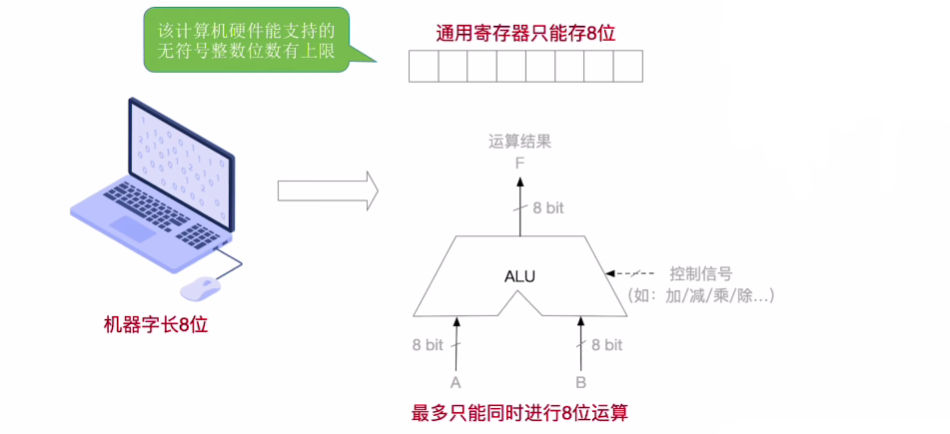 该计算机硬件能支持的
无符号整数位数有上限
通用寄存器只能存8位
运算结果
F
8 bit
ALU
控制信号
(如：加/减/乘/除...)
8 bit
8 bit
A
B
机器字长8位
最多只能同时进行8位运算